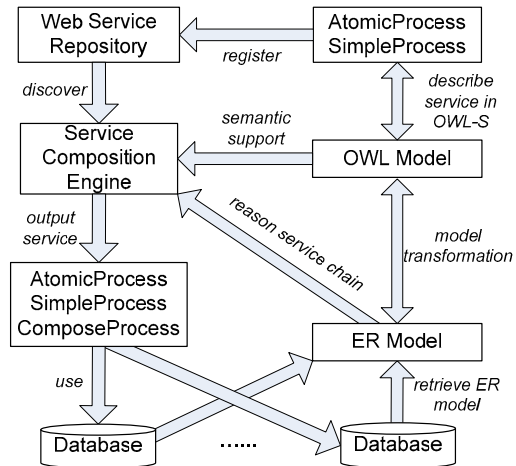 Web Service
Repository
AtomicProcess
SimpleProcess
register
discover
describe
service in
OWL-S
semantic
support
Service
Composition
Engine
OWL Model
output
service
reason service chain
model
transformation
AtomicProcess
SimpleProcess
ComposeProcess
ER Model
use
retrieve ER
model
Database
......
Database